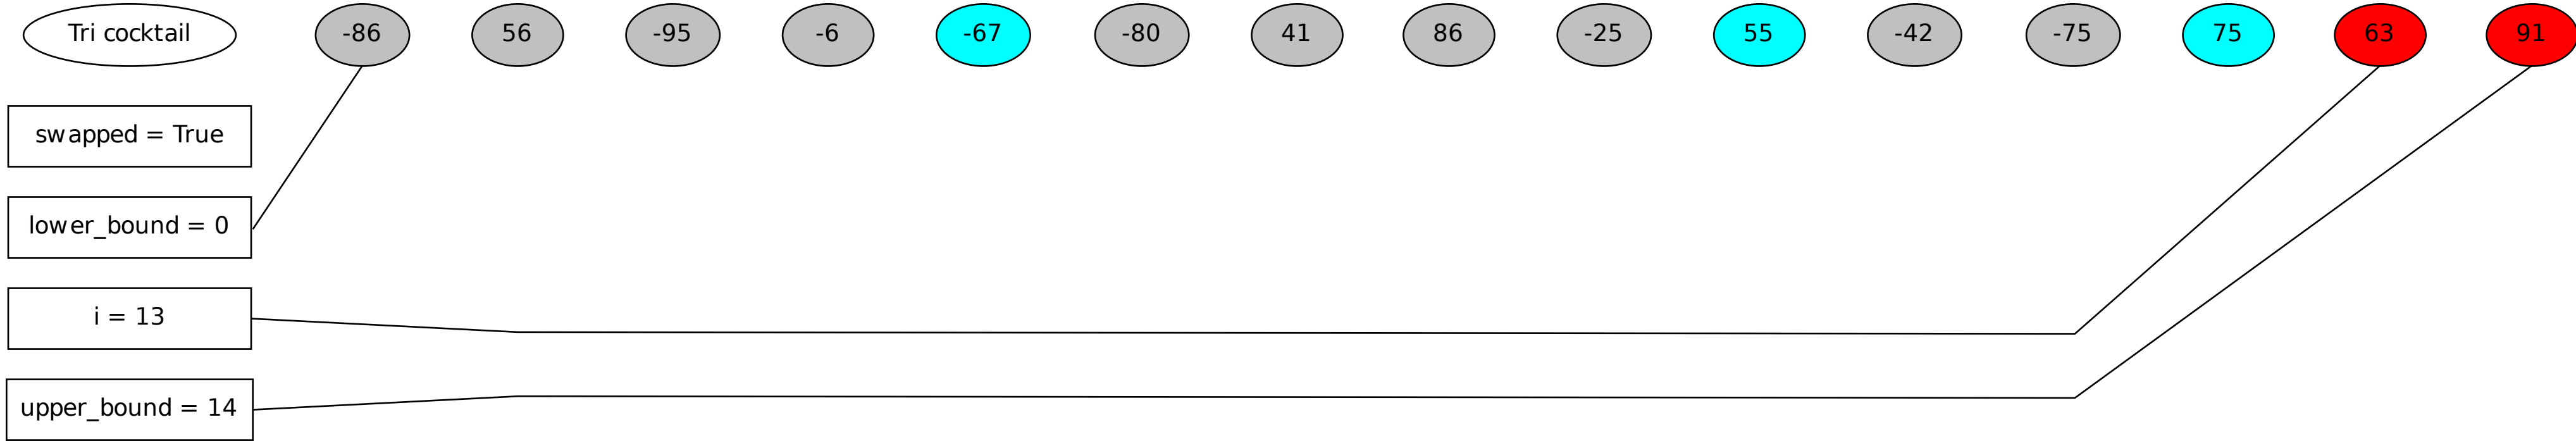 Tri cocktail -86 56 -95 -6 -67 -80 41 86 -25 55 -42 -75 75 63 91
swapped = True
lower_bound = 0
i = 13
upper_bound = 14